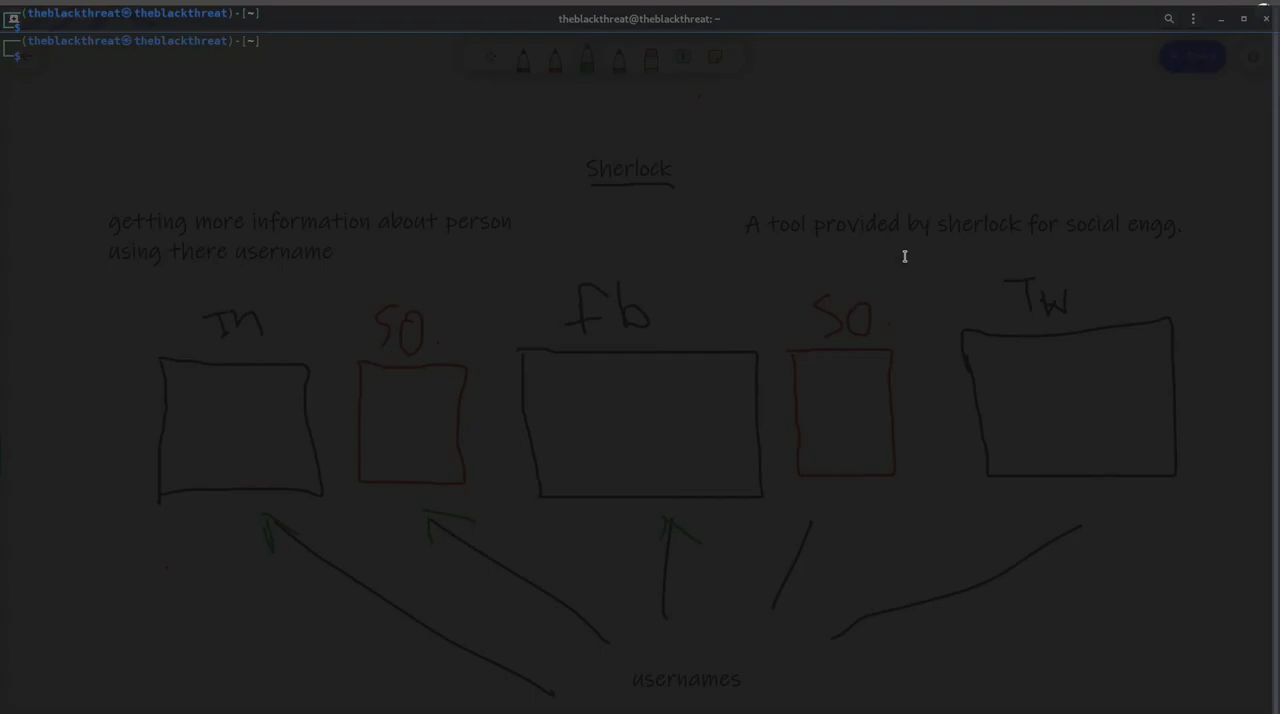 (theblackthreat㉿theblackthreat)-[~]
theblackthreat@theblackthreat: ~
$
(theblackthreat㉿theblackthreat)-[~]
$
Sherlock
getting more information about person
using there username
A tool provided by sherlock for social engg.
In
SO.
Fb
SO.
Tw
usernames